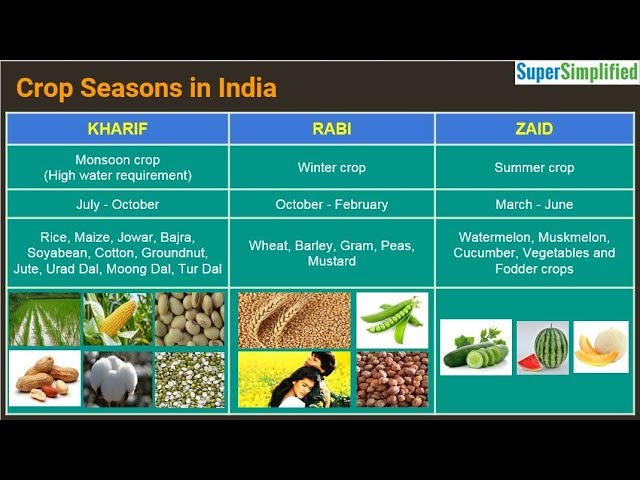 SuperSimplified
Crop Seasons in India
KHARIF
RABI
ZAID
Monsoon crop
(High water requirement)
Winter crop
Summer crop
July - October
October - February
March - June
Rice, Maize, Jowar, Bajra,
Soyabean, Cotton, Groundnut,
Jute, Urad Dal, Moong Dal, Tur Dal
Wheat, Barley, Gram, Peas,
Mustard
Watermelon, Muskmelon,
Cucumber, Vegetables and
Fodder crops